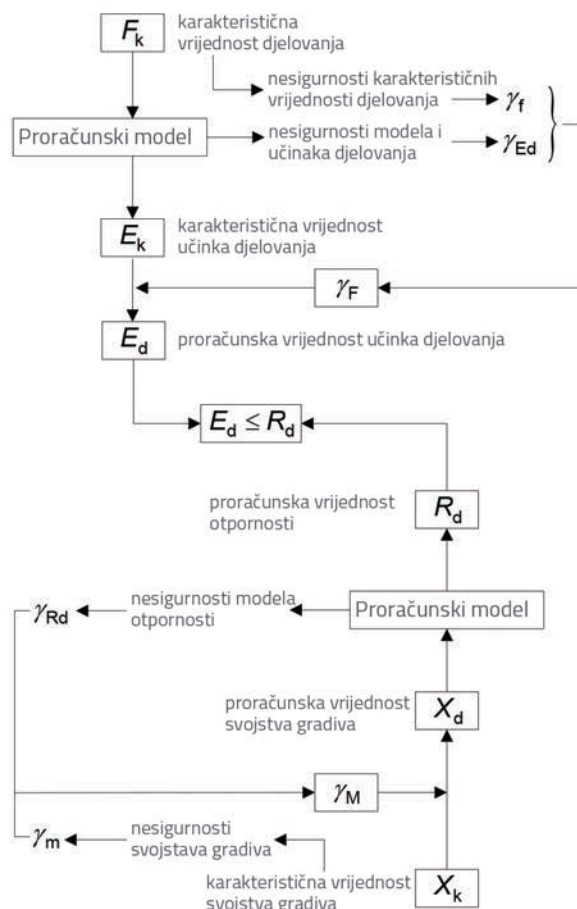 F_k
karakteristična
vrijednost djelovanja
nesigurnosti karakterističnih
vrijednosti djelovanja
γ_f
Proračunski model
nesigurnosti modela i
učinaka djelovanja
γ_Ed
E_k
karakteristična vrijednost
učinka djelovanja
γ_F
E_d
proračunska vrijednost učinka djelovanja
E_d ≤ R_d
proračunska vrijednost
otpornosti
R_d
γ_Rd
nesigurnosti modela
otpornosti
Proračunski model
proračunska vrijednost
svojstva gradiva
X_d
γ_M
γ_m
nesigurnosti
svojstava gradiva
karakteristična vrijednost
svojstva gradiva
X_k